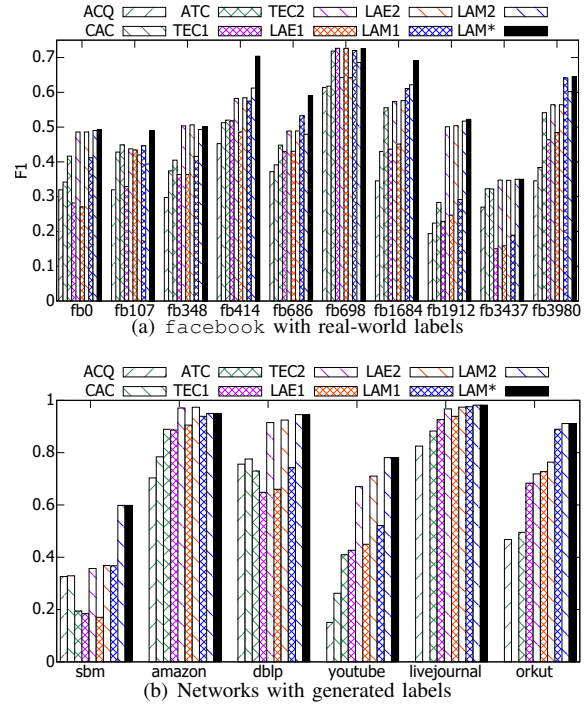 ACQ ATC TEC2 LAE2 LAM2
CAC TEC1 LAE1 LAM1 LAM*
0.7
0.6
0.5
0.4
0.3
0.2
0.1
0
F1
fb0 fb107 fb348 fb414 fb686 fb698 fb1684 fb1912 fb3437 fb3980
(a) facebook with real-world labels
ACQ ATC TEC2 LAE2 LAM2
CAC TEC1 LAE1 LAM1 LAM*
1
0.8
0.6
0.4
0.2
0
sbm amazon dblp youtube livejournal orkut
(b) Networks with generated labels